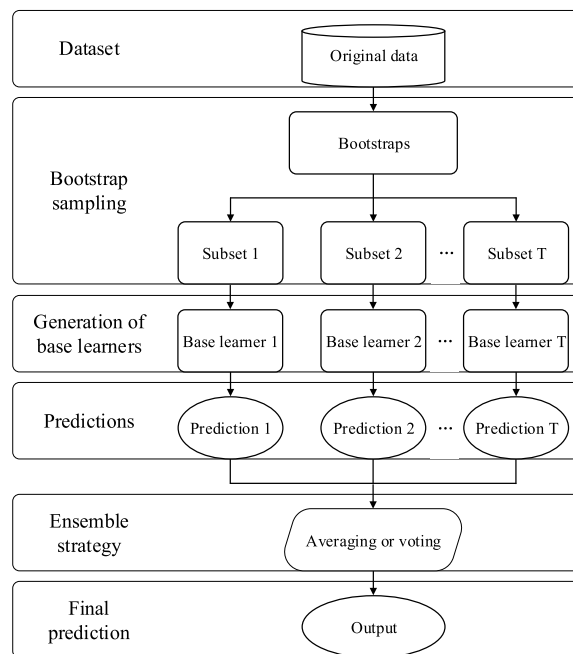 Dataset
Original data
Bootstrap
sampling
Bootstraps
Subset 1
Subset 2
...
Subset T
Generation of
base learners
Base learner 1
Base learner 2
...
Base learner T
Predictions
Prediction 1
Prediction 2
...
Prediction T
Ensemble
strategy
Averaging or voting
Final
prediction
Output